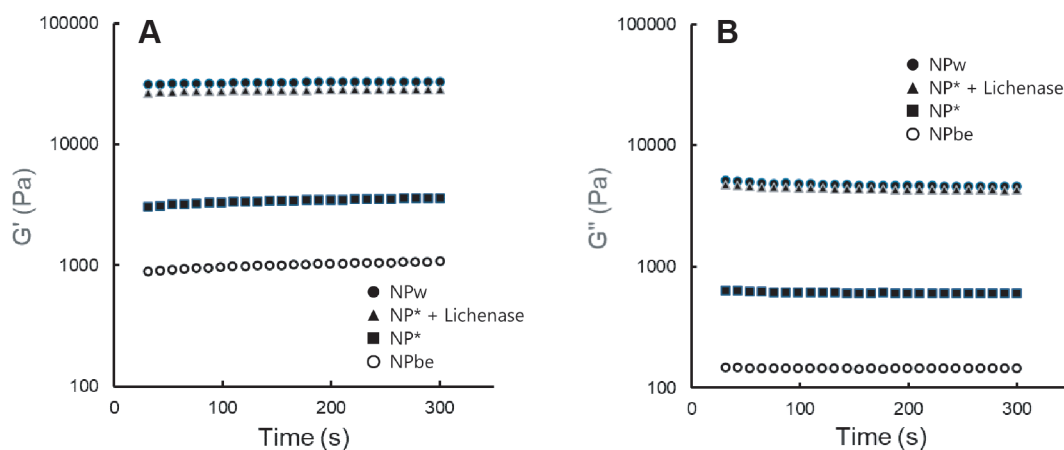 A
100000
10000
1000
100
G' (Pa)
NPw
NP* + Lichenase
NP*
NPbe
0
100
200
300
Time (s)
B
100000
10000
1000
100
G" (Pa)
NPw
NP* + Lichenase
NP*
NPbe
0
100
200
300
Time (s)